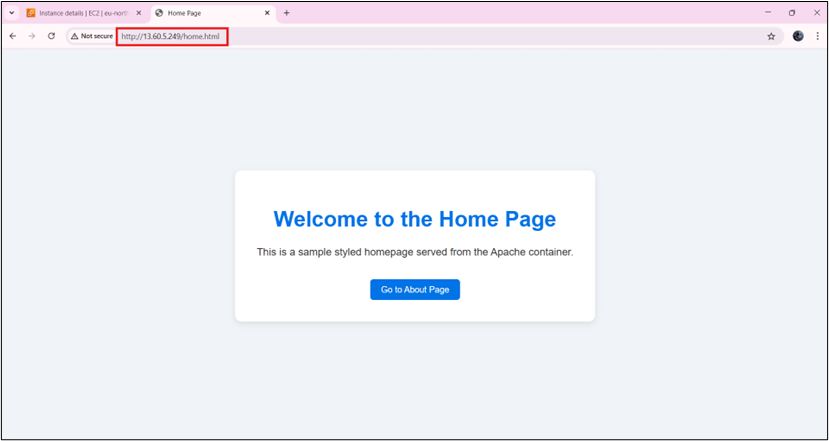 Instance details | EC2 | eu-nort
Home Page
Not secure
http://13.60.5.249/home.html
Welcome to the Home Page
This is a sample styled homepage served from the Apache container.
Go to About Page